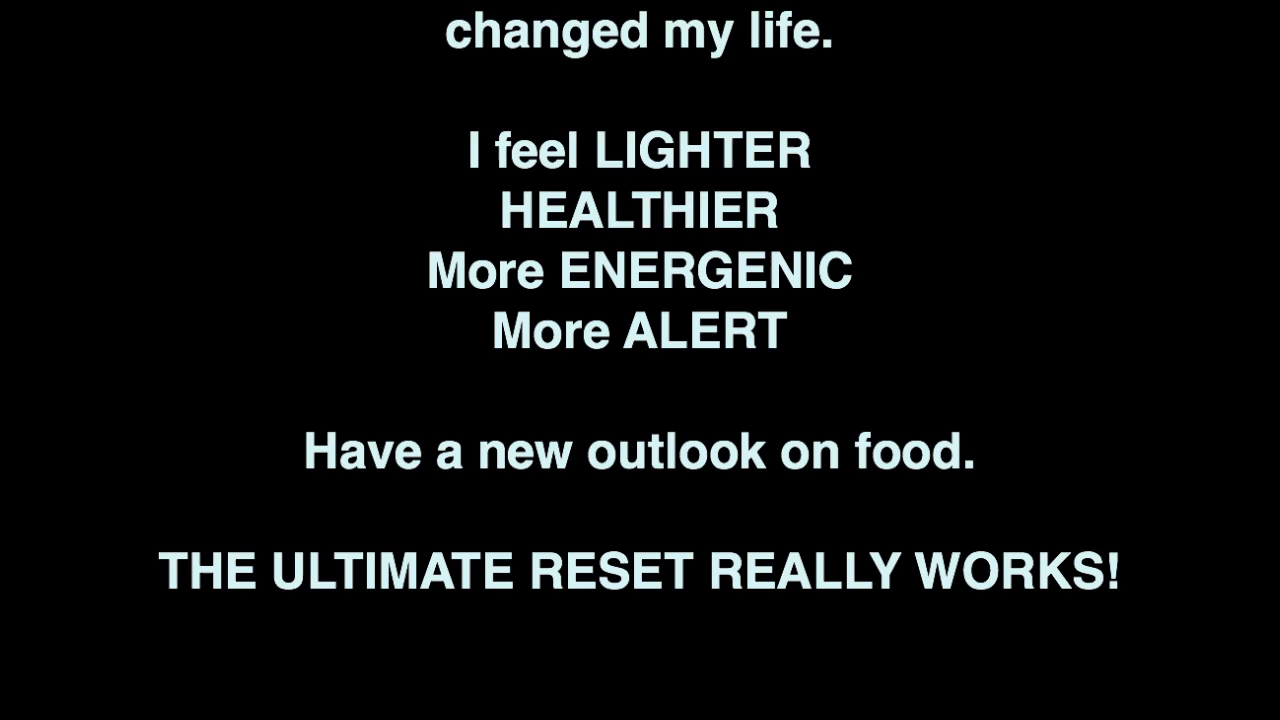 changed my life.
I feel LIGHTER
HEALTHIER
More ENERGENIC
More ALERT
Have a new outlook on food.
THE ULTIMATE RESET REALLY WORKS!